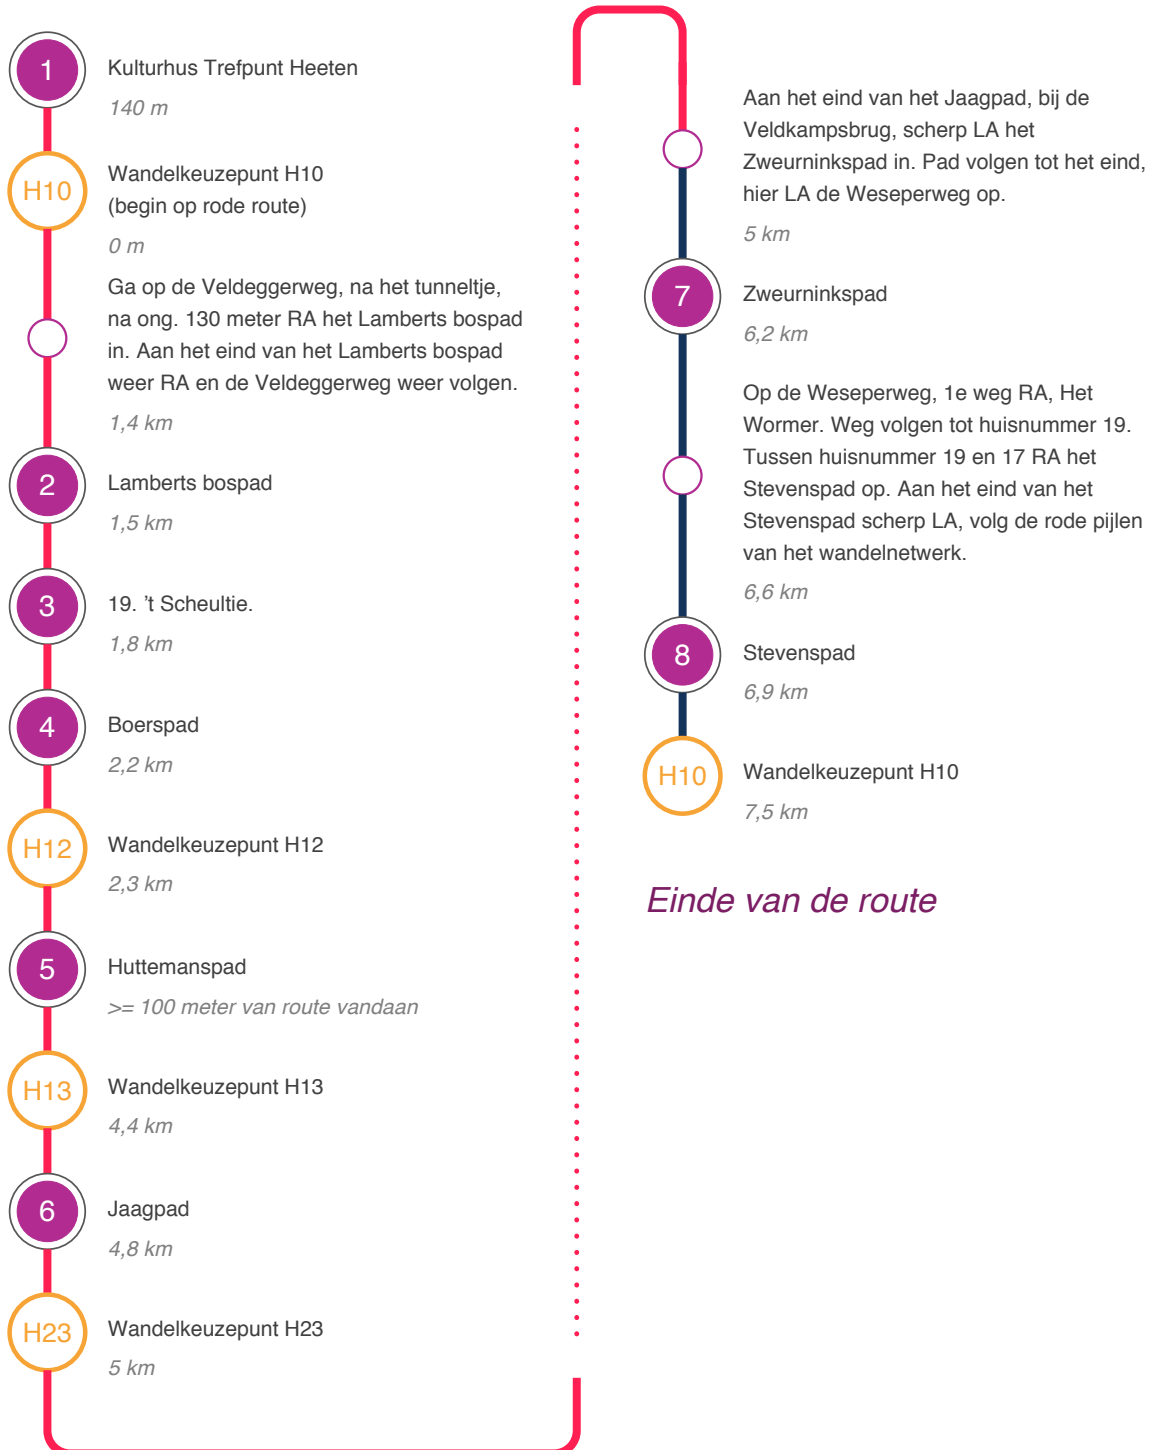 1
Kulturhus Trefpunt Heeten
140 m
H10
Wandelkeuzepunt H10
(begin op rode route)
0 m
Ga op de Veldeggerweg, na het tunneltje,
na ong. 130 meter RA het Lamberts bospad
in. Aan het eind van het Lamberts bospad
weer RA en de Veldeggerweg weer volgen.
1,4 km
2
Lamberts bospad
1,5 km
3
19. ’t Scheultie.
1,8 km
4
Boerspad
2,2 km
H12
Wandelkeuzepunt H12
2,3 km
5
Huttemanspad
>= 100 meter van route vandaan
H13
Wandelkeuzepunt H13
4,4 km
6
Jaagpad
4,8 km
H23
Wandelkeuzepunt H23
5 km
Aan het eind van het Jaagpad, bij de
Veldkampsbrug, scherp LA het
Zweurninkspad in. Pad volgen tot het eind,
hier LA de Weseperweg op.
5 km
7
Zweurninkspad
6,2 km
Op de Weseperweg, 1e weg RA, Het
Wormer. Weg volgen tot huisnummer 19.
Tussen huisnummer 19 en 17 RA het
Stevenspad op. Aan het eind van het
Stevenspad scherp LA, volg de rode pijlen
van het wandelnetwerk.
6,6 km
8
Stevenspad
6,9 km
H10
Wandelkeuzepunt H10
7,5 km
Einde van de route